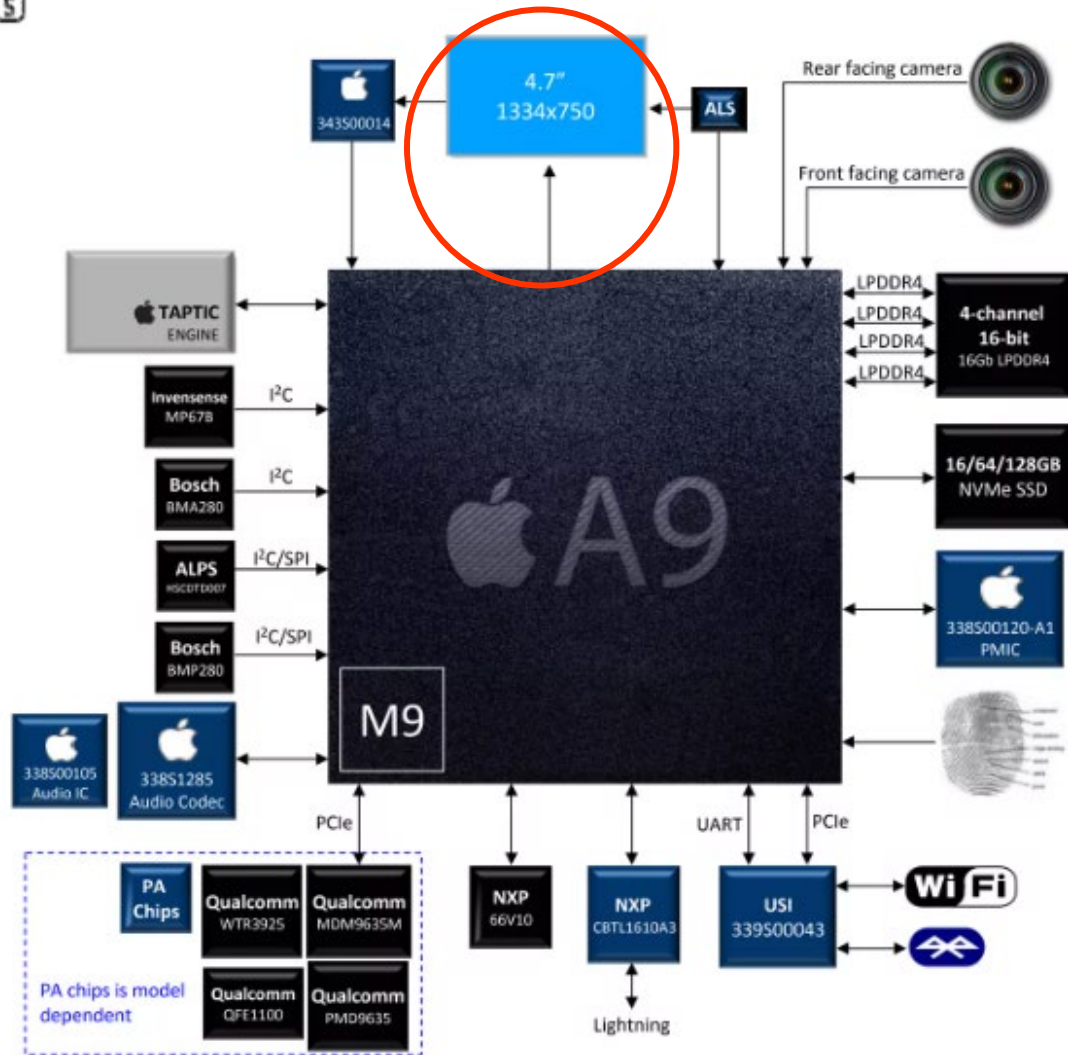 S
4.7"
1334x750
343S00014
ALS
Rear facing camera
Front facing camera
TAPTIC
ENGINE
LPDDR4
LPDDR4
LPDDR4
LPDDR4
4-channel
16-bit
16Gb LPDDR4
Invensense
MP67B
I²C
Bosch
BMA280
I²C
ALPS
HSCDTD007
I²C/SPI
Bosch
BMP280
I²C/SPI
A9
M9
16/64/128GB
NVMe SSD
338S00120-A1
PMIC
338S00105
Audio IC
338S1285
Audio Codec
PCIe
UART
PCIe
PA
Chips
Qualcomm
WTR3925
Qualcomm
MDM9635M
Qualcomm
QFE1100
Qualcomm
PMD9635
PA chips is model
dependent
NXP
66V10
NXP
CBTL1610A3
Lightning
USI
339S00043
Wi Fi